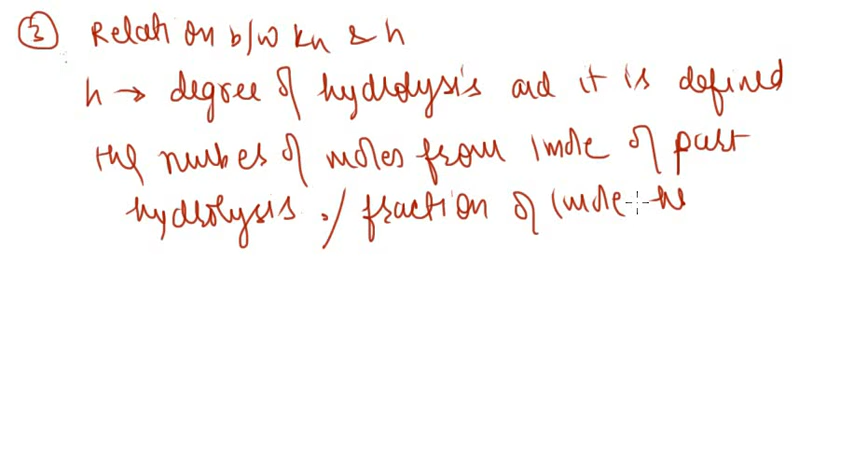 ③ Relation b/w kh & h
h → degree of hydrolysis and it is defined
the number of moles from 1mole of part
hydrolysis ./ fraction of 1mole